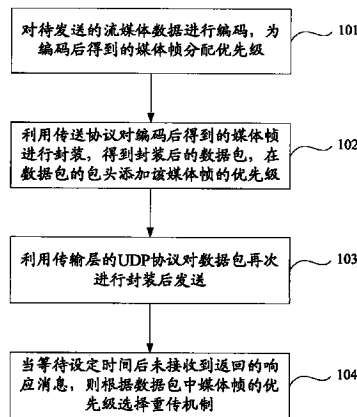 对待发送的流媒体数据进行编码，为
编码后得到的媒体帧分配优先级
101
利用传送协议对编码后得到的媒体帧
进行封装，得到封装后的数据包，在
数据包的包头添加该媒体帧的优先级
102
利用传输层的UDP协议对数据包再次
进行封装后发送
103
当等待设定时间后未接收到返回的响
应消息，则根据数据包中媒体帧的优
先级选择重传机制
104